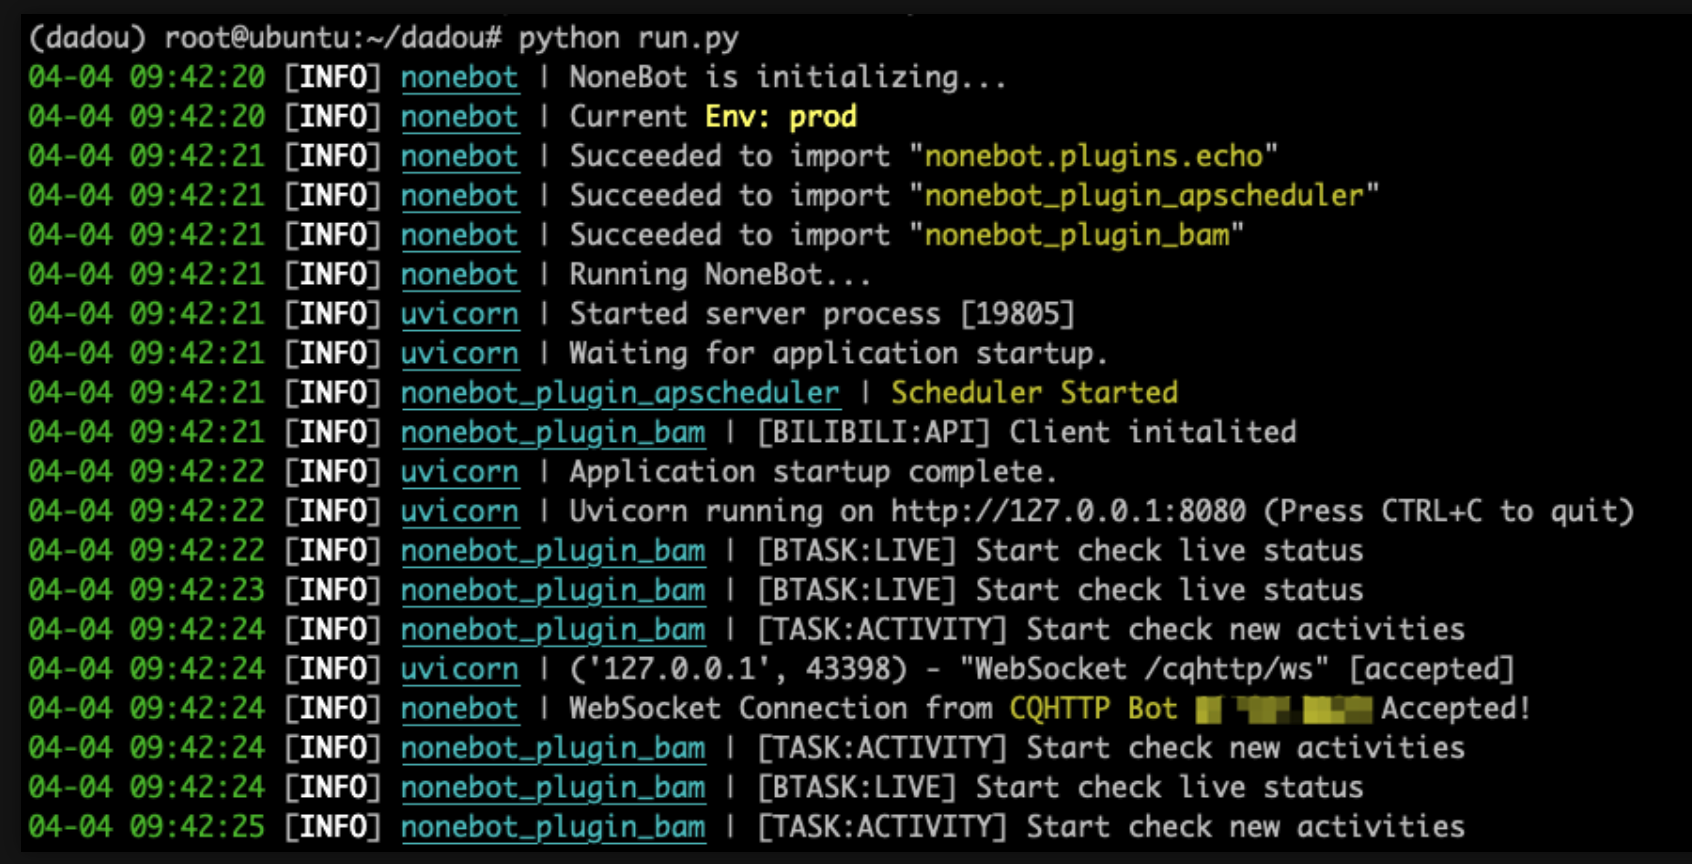 (dadou) root@ubuntu:~/dadou# python run.py
04-04 09:42:20 [INFO] nonebot | NoneBot is initializing...
04-04 09:42:20 [INFO] nonebot | Current Env: prod
04-04 09:42:21 [INFO] nonebot | Succeeded to import "nonebot.plugins.echo"
04-04 09:42:21 [INFO] nonebot | Succeeded to import "nonebot_plugin_apscheduler"
04-04 09:42:21 [INFO] nonebot | Succeeded to import "nonebot_plugin_bam"
04-04 09:42:21 [INFO] nonebot | Running NoneBot...
04-04 09:42:21 [INFO] uvicorn | Started server process [19805]
04-04 09:42:21 [INFO] uvicorn | Waiting for application startup.
04-04 09:42:21 [INFO] nonebot_plugin_apscheduler | Scheduler Started
04-04 09:42:21 [INFO] nonebot_plugin_bam | [BILIBILI:API] Client initalited
04-04 09:42:22 [INFO] uvicorn | Application startup complete.
04-04 09:42:22 [INFO] uvicorn | Uvicorn running on http://127.0.0.1:8080 (Press CTRL+C to quit)
04-04 09:42:22 [INFO] nonebot_plugin_bam | [BTASK:LIVE] Start check live status
04-04 09:42:23 [INFO] nonebot_plugin_bam | [BTASK:LIVE] Start check live status
04-04 09:42:24 [INFO] nonebot_plugin_bam | [TASK:ACTIVITY] Start check new activities
04-04 09:42:24 [INFO] uvicorn | ('127.0.0.1', 43398) - "WebSocket /cqhttp/ws" [accepted]
04-04 09:42:24 [INFO] nonebot | WebSocket Connection from CQHTTP Bot Accepted!
04-04 09:42:24 [INFO] nonebot_plugin_bam | [TASK:ACTIVITY] Start check new activities
04-04 09:42:24 [INFO] nonebot_plugin_bam | [BTASK:LIVE] Start check live status
04-04 09:42:25 [INFO] nonebot_plugin_bam | [TASK:ACTIVITY] Start check new activities